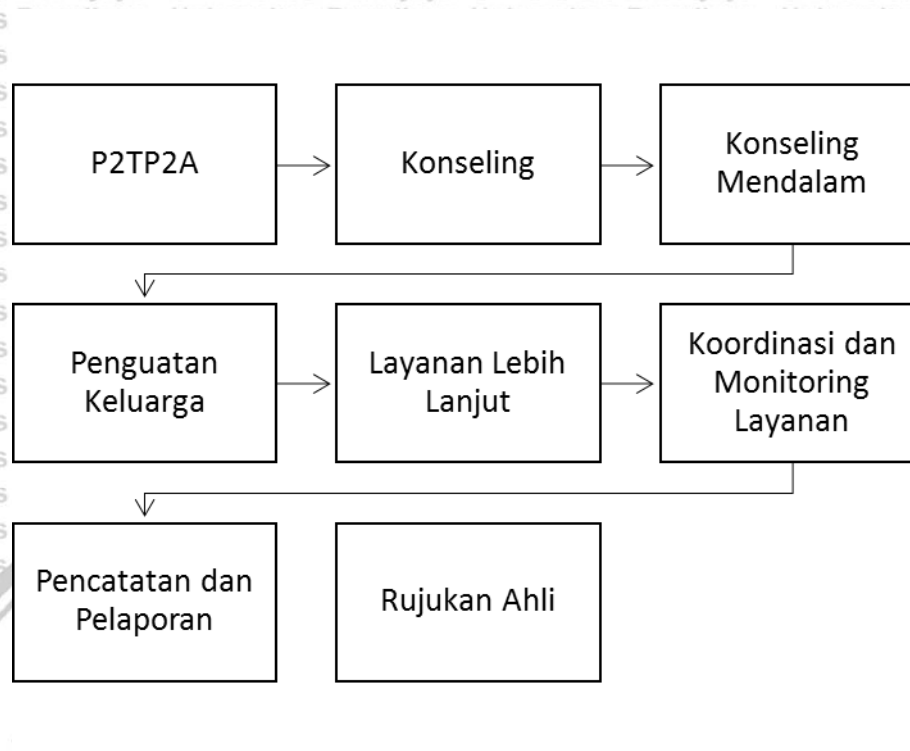 P2TP2A
Konseling
Konseling
Mendalam
Penguatan
Keluarga
Layanan Lebih
Lanjut
Koordinasi dan
Monitoring
Layanan
Pencatatan dan
Pelaporan
Rujukan Ahli